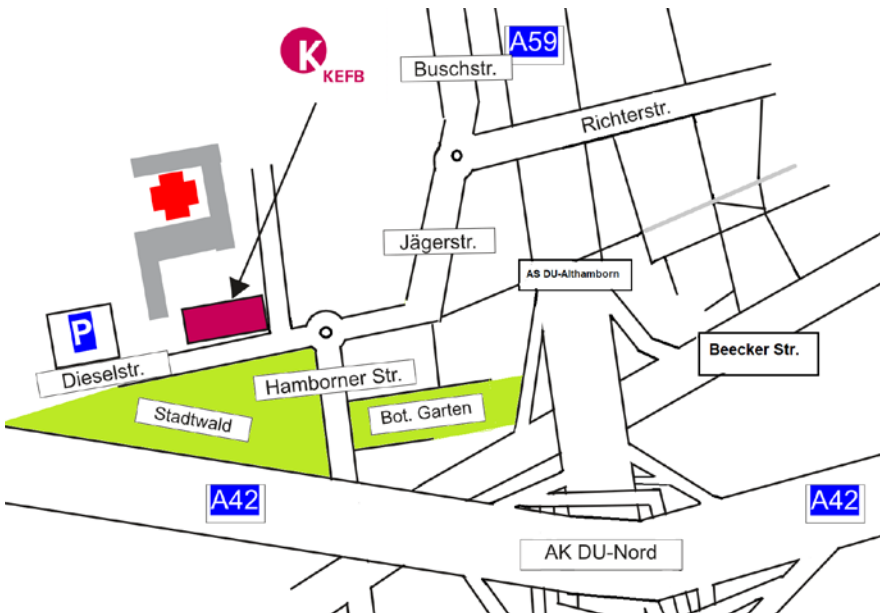 A59
K
KEFB
Buschstr.
Richterstr.
Jägerstr.
AS DU-Althamborn
P
Beecker Str.
Dieselstr.
Hamborner Str.
Stadtwald
Bot. Garten
A42
A42
AK DU-Nord